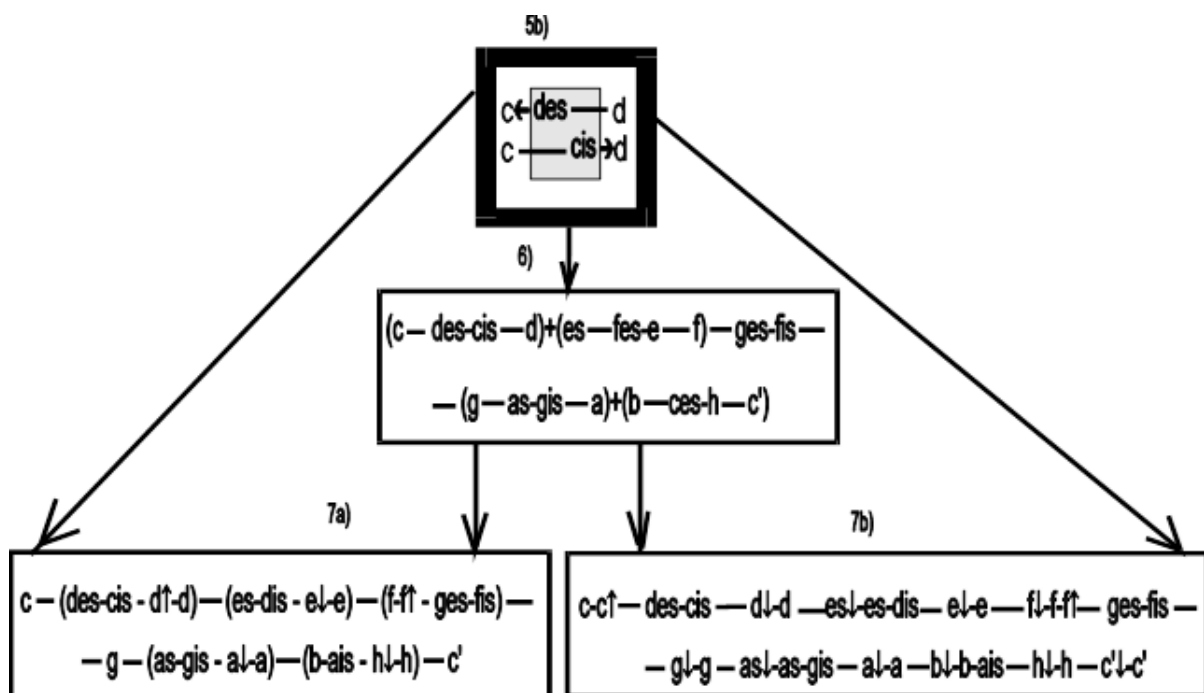 5b)
c←des—d
c—cis→d
6)
(c — des-cis — d)+(es —fes-e — f) — ges-fis —
— (g — as-gis — a)+(b —ces-h — c')
7a)
7b)
c — (des-cis - d↑-d) — (es-dis - e↓-e) — (f-f↑ - ges-fis) —
— g — (as-gis - a↓-a) — (b-ais - h↓-h) — c'
c-c↑— des-cis — d↓-d —es↓-es-dis— e↓-e —f↓-f-f↑— ges-fis —
— g↓-g — as↓-as-gis — a↓-a — b↓-b-ais — h↓-h — c'↓-c'